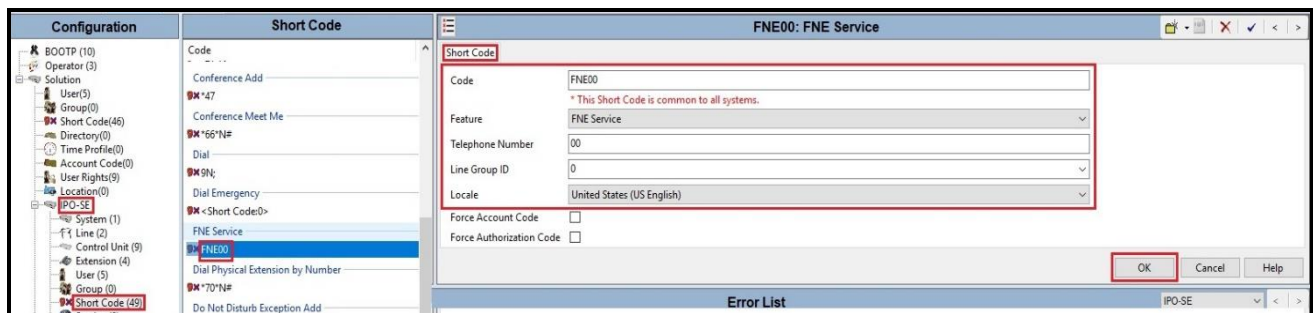 Configuration
BOOTP (10)
Operator (3)
Solution
User(5)
Group(0)
Short Code(46)
Directory(0)
Time Profile(0)
Account Code(0)
User Rights(9)
Location(0)
IPO-SE
System (1)
Line (2)
Control Unit (9)
Extension (4)
User (5)
Group (0)
Short Code (49)
Short Code
Code
Conference Add
*47
Conference Meet Me
*66*N#
Dial
9N;
Dial Emergency
<Short Code:0>
FNE Service
FNE00
Dial Physical Extension by Number
*70*N#
Do Not Disturb Exception Add
FNE00: FNE Service
Short Code
Code FNE00
* This Short Code is common to all systems.
Feature FNE Service
Telephone Number 00
Line Group ID 0
Locale United States (US English)
Force Account Code
Force Authorization Code
OK Cancel Help
Error List IPO-SE